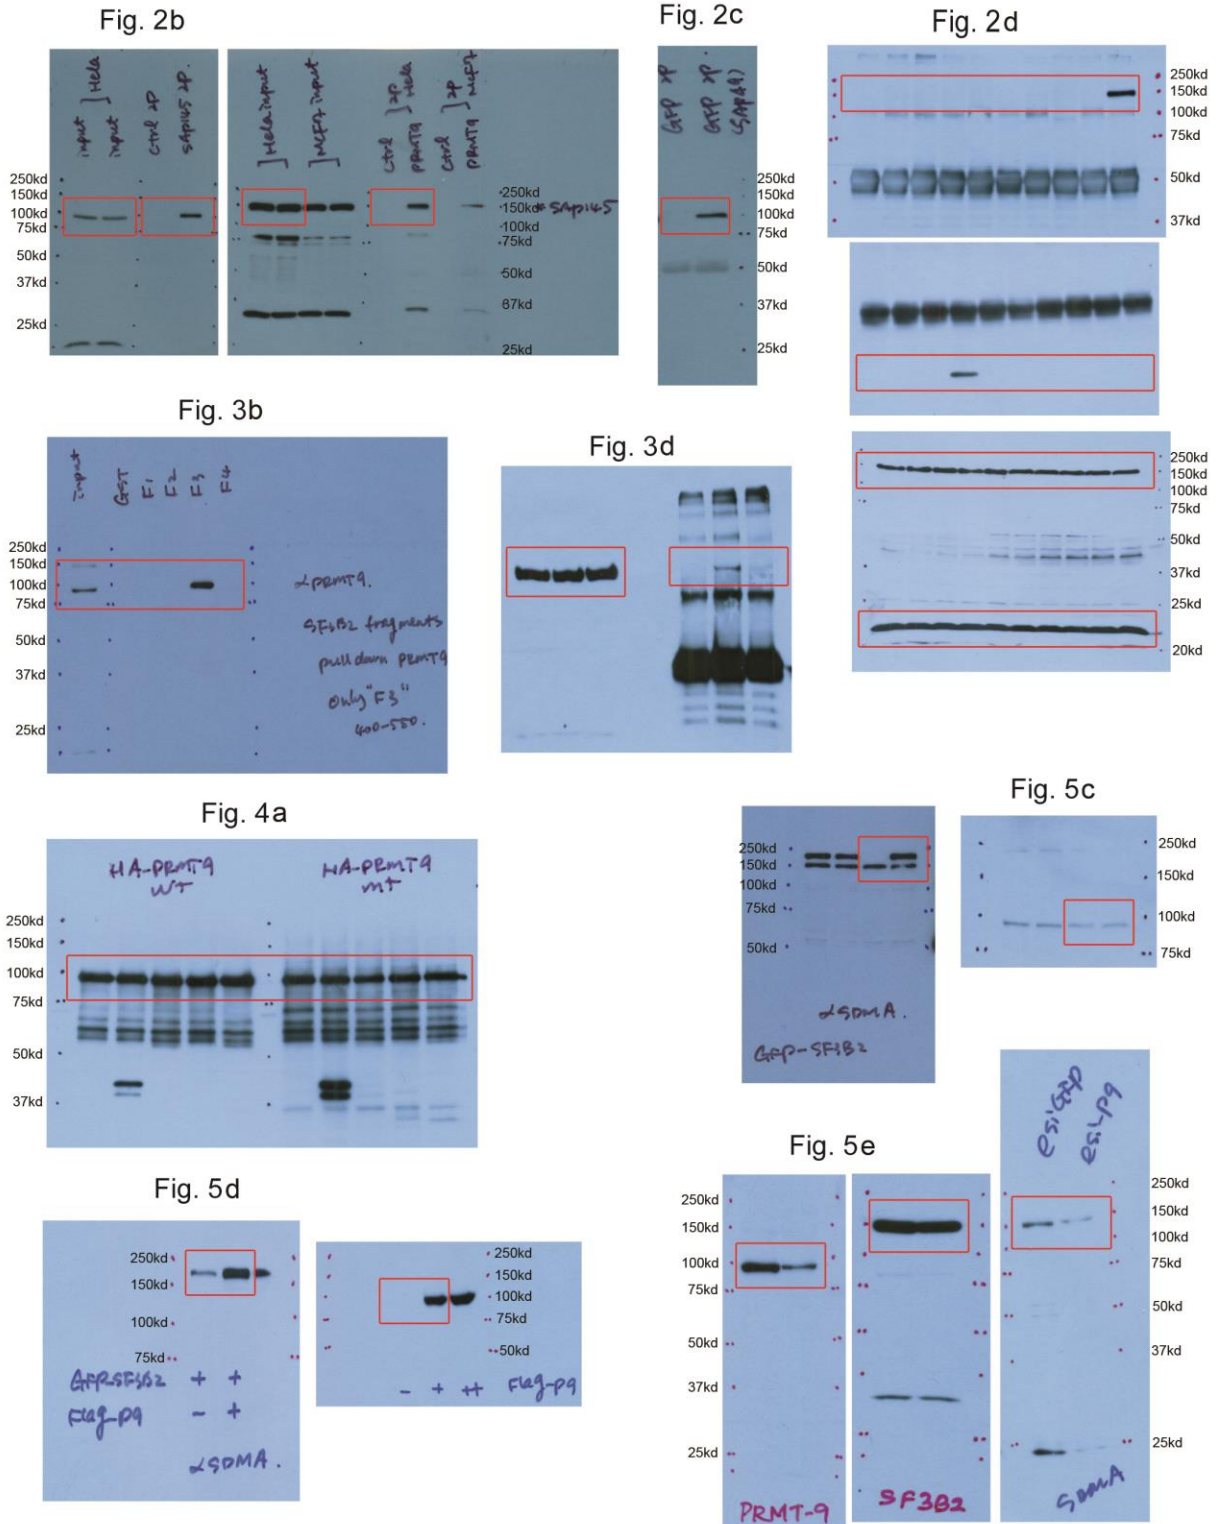 Fig. 2b
input ] Hela
input
Ctrl IP
SAP145 IP.
250kd
150kd
100kd
75kd
50kd
37kd
25kd
] Hela input
] MCF7 input
Ctrl ] IP Hela
PRMT9
Ctrl ] IP MCF7
PRMT9
250kd
150kd * SAP145
100kd
75kd
50kd
37kd
25kd
Fig. 2c
GFP IP
GFP IP
(SAP49)
250kd
150kd
100kd
75kd
50kd
37kd
25kd
Fig. 2d
250kd
150kd
100kd
75kd
50kd
37kd
250kd
150kd
100kd
75kd
50kd
37kd
25kd
20kd
Fig. 3b
input
GST
F1
F2
F3
F4
250kd
150kd
100kd
75kd
50kd
37kd
25kd
αPRMT9.
SF3B2 fragments
pull down PRMT9
only "F3"
400-550.
Fig. 3d
Fig. 4a
HA-PRMT9
WT
HA-PRMT9
mt
250kd
150kd
100kd
75kd
50kd
37kd
Fig. 5c
250kd
150kd
100kd
75kd
50kd
αSDMA.
GFP-SF3B2
250kd
150kd
100kd
75kd
Fig. 5d
250kd
150kd
100kd
75kd
GFP-SF3B2 + +
Flag-P9 - +
αSDMA.
250kd
150kd
100kd
75kd
50kd
- + ++ Flag-P9
Fig. 5e
250kd
150kd
100kd
75kd
50kd
37kd
25kd
PRMT-9
SF3B2
esiGFP
esi-P9
250kd
150kd
100kd
75kd
50kd
37kd
25kd
SDMA